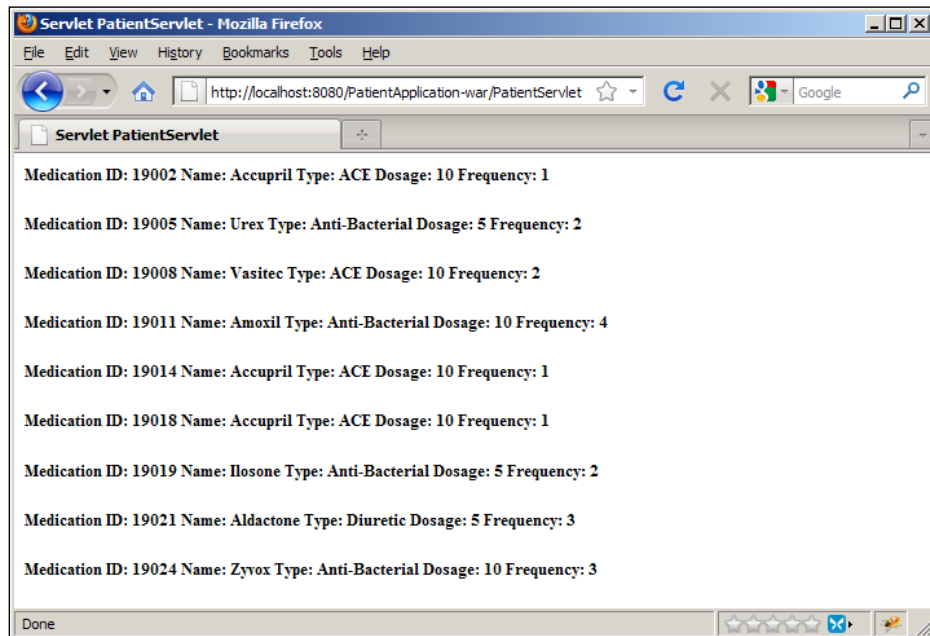 Servlet PatientServlet - Mozilla Firefox
File Edit View History Bookmarks Tools Help
http://localhost:8080/PatientApplication-war/PatientServlet Google
Servlet PatientServlet
Medication ID: 19002 Name: Accupril Type: ACE Dosage: 10 Frequency: 1
Medication ID: 19005 Name: Urex Type: Anti-Bacterial Dosage: 5 Frequency: 2
Medication ID: 19008 Name: Vasitec Type: ACE Dosage: 10 Frequency: 2
Medication ID: 19011 Name: Amoxil Type: Anti-Bacterial Dosage: 10 Frequency: 4
Medication ID: 19014 Name: Accupril Type: ACE Dosage: 10 Frequency: 1
Medication ID: 19018 Name: Accupril Type: ACE Dosage: 10 Frequency: 1
Medication ID: 19019 Name: Ilosone Type: Anti-Bacterial Dosage: 5 Frequency: 2
Medication ID: 19021 Name: Aldactone Type: Diuretic Dosage: 5 Frequency: 3
Medication ID: 19024 Name: Zyvox Type: Anti-Bacterial Dosage: 10 Frequency: 3
Done